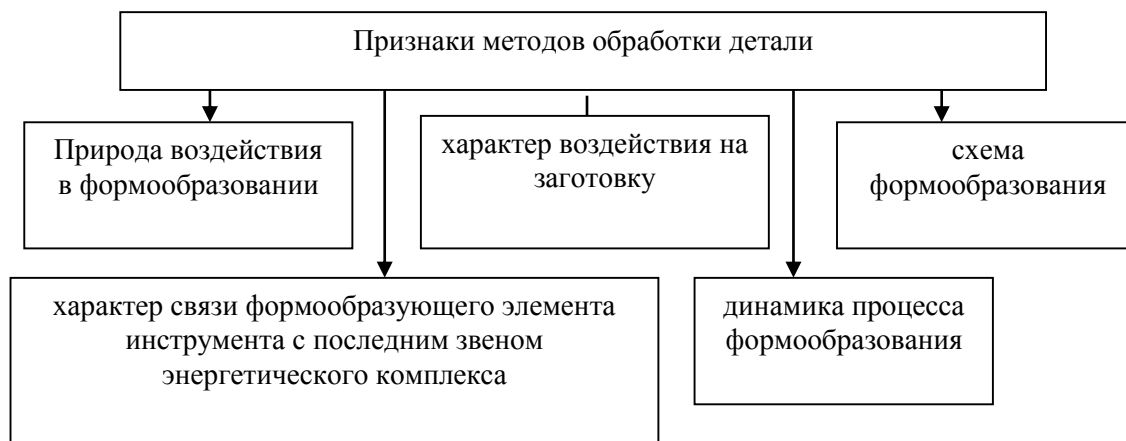 Признаки методов обработки детали
Природа воздействия
в формообразовании
характер воздействия на
заготовку
схема
формообразования
характер связи формообразующего элемента
инструмента с последним звеном
энергетического комплекса
динамика процесса
формообразования